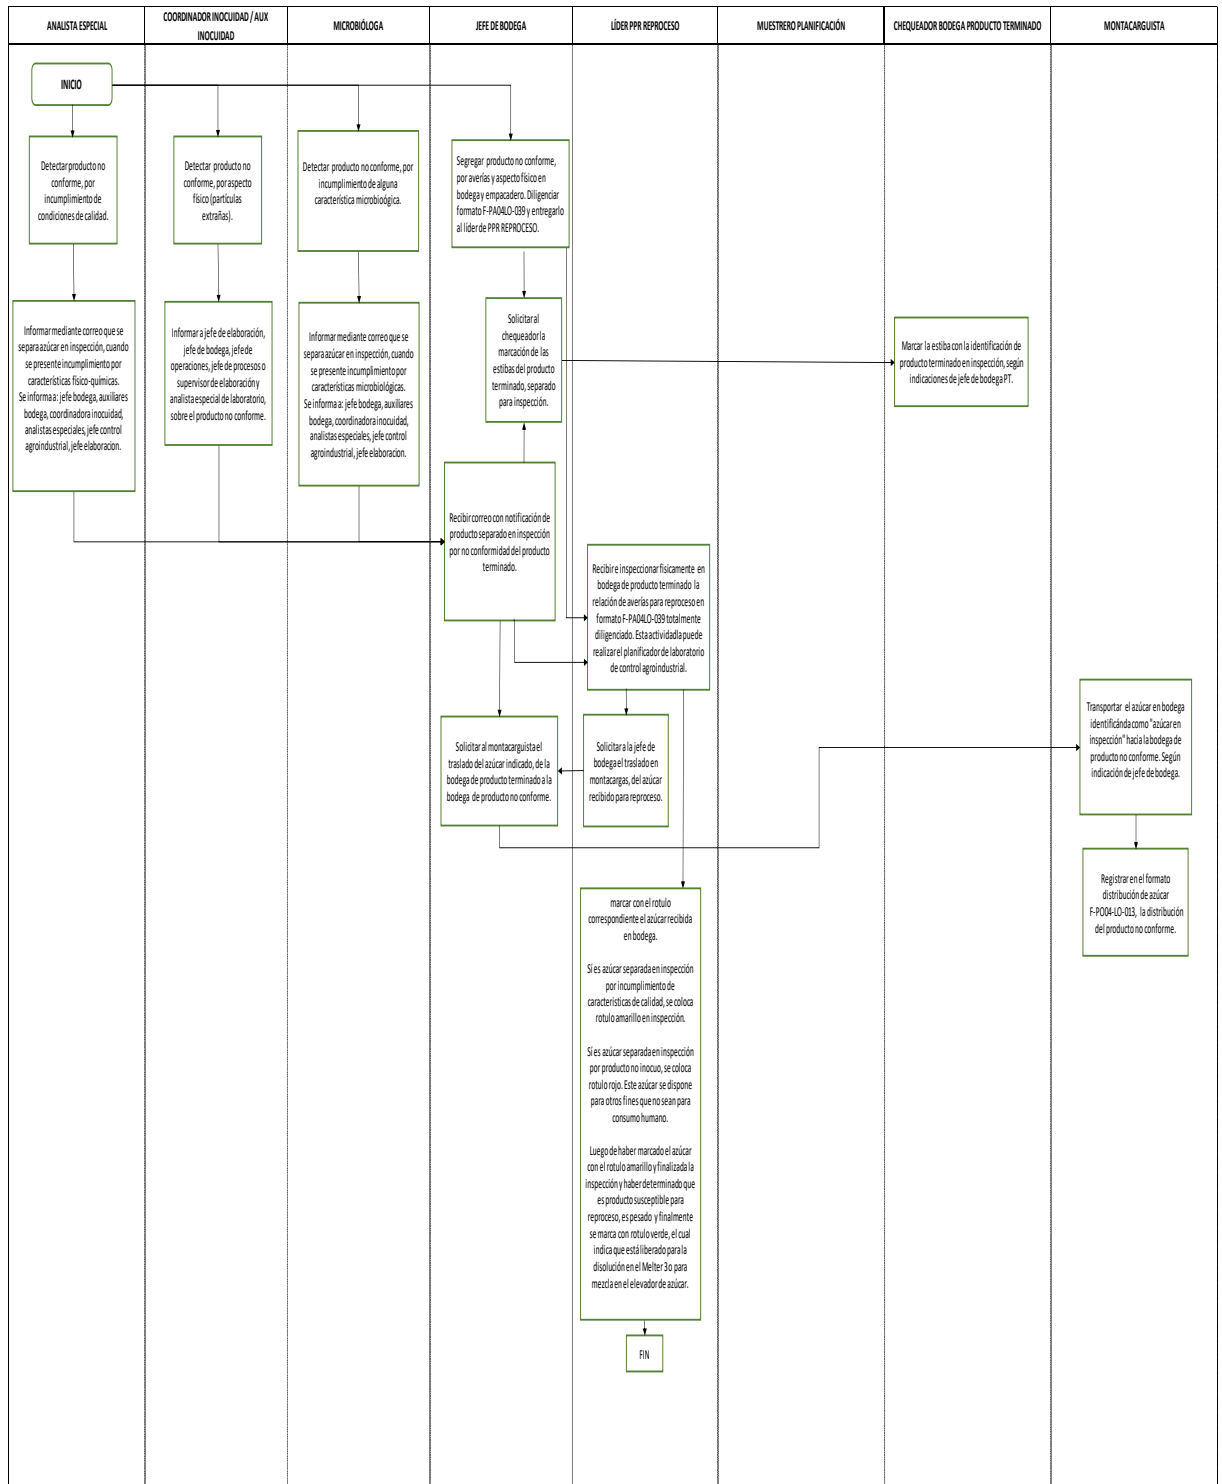 ANALISTA ESPECIAL
COORDINADOR INOCUIDAD / AUX
INOCUIDAD
MICROBIÓLOGA
JEFE DE BODEGA
LÍDER PPR REPROCESO
MUESTRERO PLANIFICACIÓN
CHEQUEADOR BODEGA PRODUCTO TERMINADO
MONTACARGUISTA
INICIO
Detectar producto no
conforme, por
incumplimiento de
condiciones de calidad.
Detectar producto no
conforme, por aspecto
físico (partículas
extrañas).
Detectar producto no conforme, por
incumplimiento de alguna
característica microbioógica.
Segregar producto no conforme,
por averías y aspecto físico en
bodega y empacadero. Diligenciar
formato F-PA04LO-039 y entregarlo
al líder de PPR REPROCESO.
Informar mediante correo que se
separa azúcar en inspección, cuando
se presente incumplimiento por
características físico-químicas.
Se informa a: jefe bodega, auxiliares
bodega, coordinadora inocuidad,
analistas especiales, jefe control
agroindustrial, jefe elaboracion.
Informar a jefe de elaboración,
jefe de bodega, jefe de
operaciones, jefe de procesos o
supervisor de elaboración y
analista especial de laboratorio,
sobre el producto no conforme.
Informar mediante correo que se
separa azúcar en inspección, cuando
se presente incumplimiento por
características microbiológicas.
Se informa a: jefe bodega, auxiliares
bodega, coordinadora inocuidad,
analistas especiales, jefe control
agroindustrial, jefe elaboracion.
Solicitar al
chequeador la
marcación de las
estibas del producto
terminado, separado
para inspección.
Marcar la estiba con la identificación de
producto terminado en inspección, según
indicaciones de jefe de bodega PT.
Recibir correo con notificación de
producto separado en inspección
por no conformidad del producto
terminado.
Recibir e inspeccionar físicamente en
bodega de producto terminado la
relación de averías para reproceso en
formato F-PA04LO-039 totalmente
diligenciado. Esta actividadla puede
realizar el planificador de laboratorio
de control agroindustrial.
Solicitar al montacarguista el
traslado del azúcar indicado, de la
bodega de producto terminado a la
bodega de producto no conforme.
Solicitar a la jefe de
bodega el traslado en
montacargas, del azúcar
recibido para reproceso.
Transportar el azúcar en bodega
identificánda como "azúcar en
inspección" hacia la bodega de
producto no conforme. Según
indicación de jefe de bodega.
Registrar en el formato
distribución de azúcar
F-PO04-LO-013, la distribución
del producto no conforme.
marcar con el rotulo
correspondiente el azúcar recibida
en bodega.
Sí es azúcar separada en inspección
por incumplimiento de
caracteristicas de calidad, se coloca
rotulo amarillo en inspección.
Sí es azúcar separada en inspección
por producto no inocuo, se coloca
rotulo rojo. Este azúcar se dispone
para otros fines que no sean para
consumo humano.
Luego de haber marcado el azúcar
con el rotulo amarillo y finalizada la
inspección y haber determinado que
es producto susceptible para
reproceso, es pesado y finalmente
se marca con rotulo verde, el cual
indica que está liberado para la
disolución en el Melter 3 o para
mezcla en el elevador de azúcar.
FIN